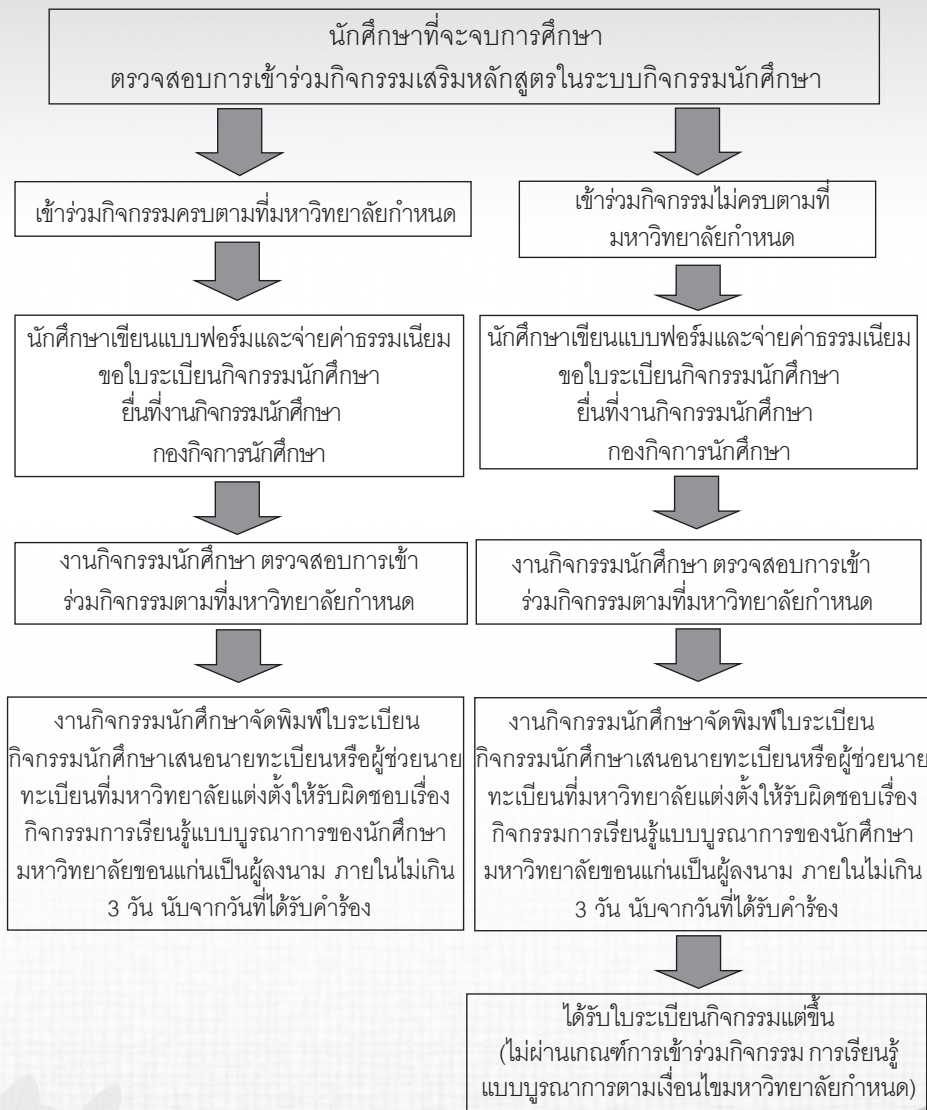 นักศึกษาที่จะจบการศึกษา
ตรวจสอบการเข้าร่วมกิจกรรมเสริมหลักสูตรในระบบกิจกรรมนักศึกษา
เข้าร่วมกิจกรรมครบตามที่มหาวิทยาลัยกำหนด
นักศึกษาเขียนแบบฟอร์มและจ่ายค่าธรรมเนียม
ขอใบระเบียนกิจกรรมนักศึกษา
ยื่นที่งานกิจกรรมนักศึกษา
กองกิจการนักศึกษา
งานกิจกรรมนักศึกษา ตรวจสอบการเข้า
ร่วมกิจกรรมตามที่มหาวิทยาลัยกำหนด
งานกิจกรรมนักศึกษาจัดพิมพ์ใบระเบียน
กิจกรรมนักศึกษาเสนอนายทะเบียนหรือผู้ช่วยนาย
ทะเบียนที่มหาวิทยาลัยแต่งตั้งให้รับผิดชอบเรื่อง
กิจกรรมการเรียนรู้แบบบูรณาการของนักศึกษา
มหาวิทยาลัยขอนแก่นเป็นผู้ลงนาม ภายในไม่เกิน
3 วัน นับจากวันที่ได้รับคำร้อง
เข้าร่วมกิจกรรมไม่ครบตามที่
มหาวิทยาลัยกำหนด
นักศึกษาเขียนแบบฟอร์มและจ่ายค่าธรรมเนียม
ขอใบระเบียนกิจกรรมนักศึกษา
ยื่นที่งานกิจกรรมนักศึกษา
กองกิจการนักศึกษา
งานกิจกรรมนักศึกษา ตรวจสอบการเข้า
ร่วมกิจกรรมตามที่มหาวิทยาลัยกำหนด
งานกิจกรรมนักศึกษาจัดพิมพ์ใบระเบียน
กิจกรรมนักศึกษาเสนอนายทะเบียนหรือผู้ช่วยนาย
ทะเบียนที่มหาวิทยาลัยแต่งตั้งให้รับผิดชอบเรื่อง
กิจกรรมการเรียนรู้แบบบูรณาการของนักศึกษา
มหาวิทยาลัยขอนแก่นเป็นผู้ลงนาม ภายในไม่เกิน
3 วัน นับจากวันที่ได้รับคำร้อง
ได้รับใบระเบียนกิจกรรมแต่ขึ้น
(ไม่ผ่านเกณฑ์การเข้าร่วมกิจกรรม การเรียนรู้
แบบบูรณาการตามเงื่อนไขมหาวิทยาลัยกำหนด)